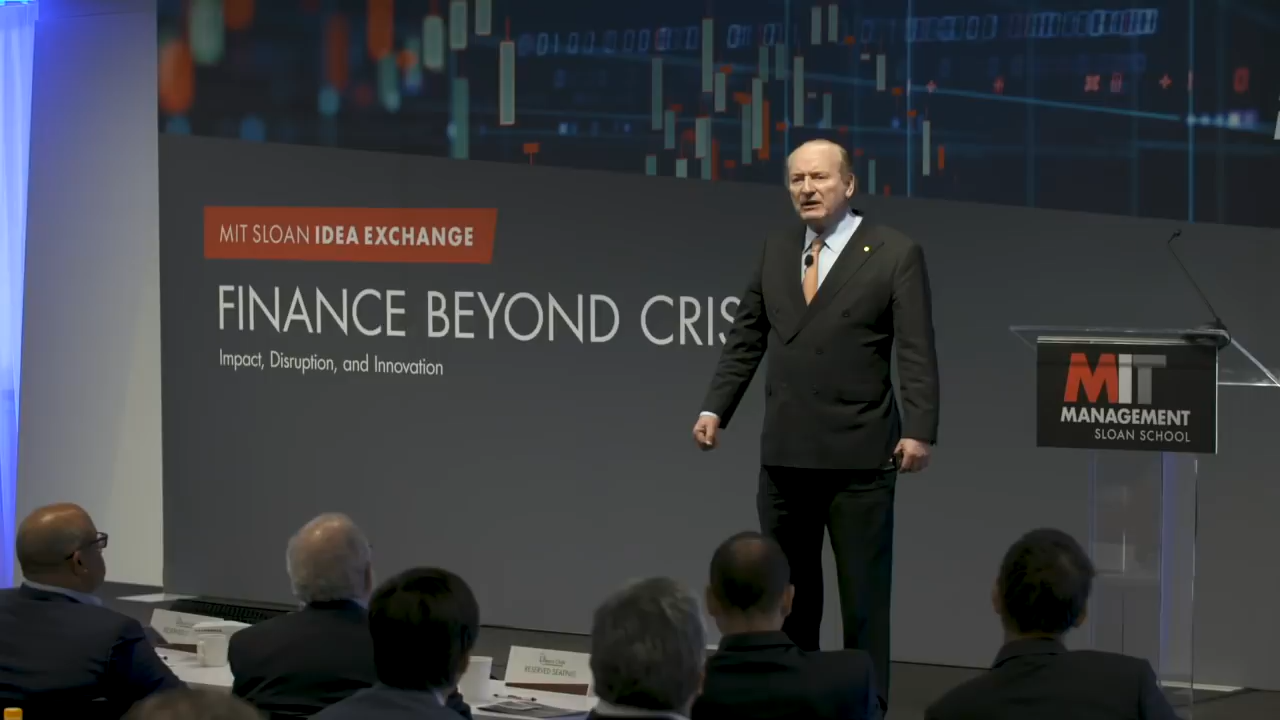 MIT SLOAN IDEA EXCHANGE
FINANCE BEYOND CRIS
Impact, Disruption, and Innovation
MIT
MANAGEMENT
SLOAN SCHOOL
RESERVED SEATING